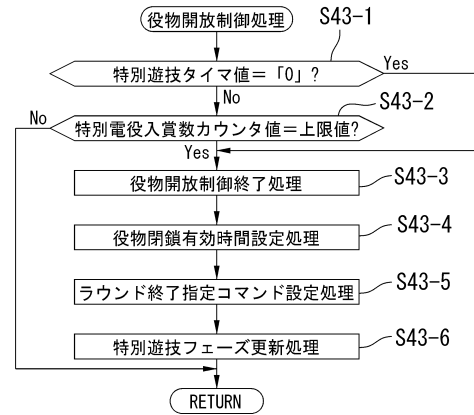 役物開放制御処理
S43-1
特別遊技タイマ値=「0」?
Yes
No
S43-2
No
特別電役入賞数カウンタ値=上限値?
Yes
役物開放制御終了処理
S43-3
役物閉鎖有効時間設定処理
S43-4
ラウンド終了指定コマンド設定処理
S43-5
特別遊技フェーズ更新処理
S43-6
RETURN